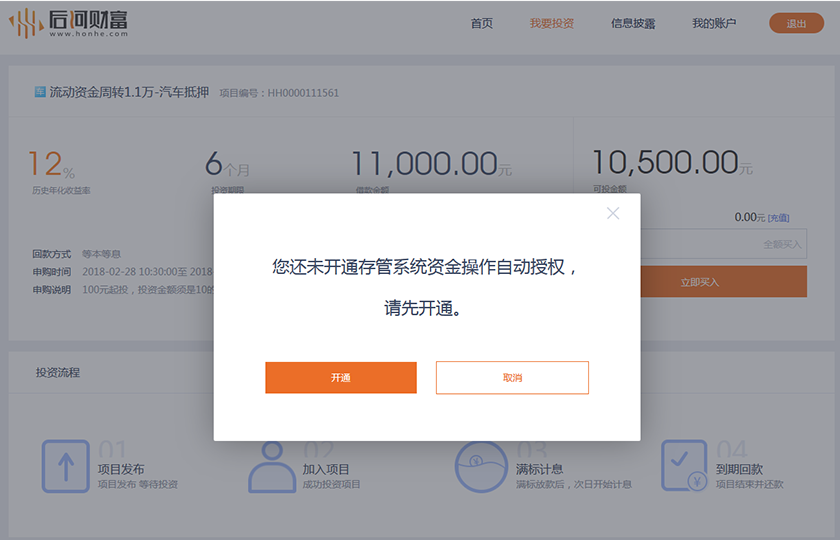 后河财富
www.honhe.com
首页 我要投资 信息披露 我的账户 退出
流动资金周转1.1万-汽车抵押 项目编号：HH0000111561
12% 6个月 11,000.00元 10,500.00元
历史年化收益率 投资期限 借款金额 可投金额
0.00元 [充值]
全额买入
立即买入
回款方式 等本等息
申购时间 2018-02-28 10:30:00至 2018
申购说明 100元起投，投资金额须是10的
您还未开通存管系统资金操作自动授权，
请先开通。
开通 取消
投资流程
01 02 03 04
项目发布 加入项目 满标计息 到期回款
项目发布 等待投资 成功投资项目 满标放款后，次日开始计息 项目结束并还款